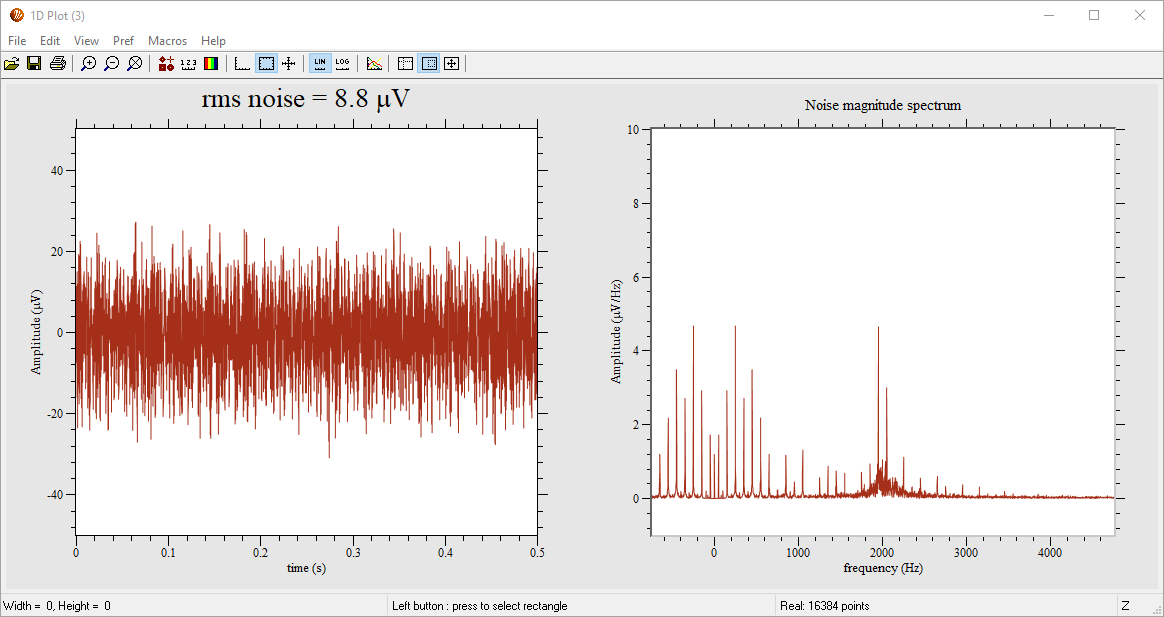 1D Plot (3)
File Edit View Pref Macros Help
1 2 3
LIN LOG
rms noise = 8.8 µV
40
20
0
-20
-40
Amplitude (µV)
0 0.1 0.2 0.3 0.4 0.5
time (s)
Noise magnitude spectrum
10
8
6
4
2
0
Amplitude (µV/Hz)
0 1000 2000 3000 4000
frequency (Hz)
Width = 0, Height = 0 Left button : press to select rectangle Real: 16384 points Z